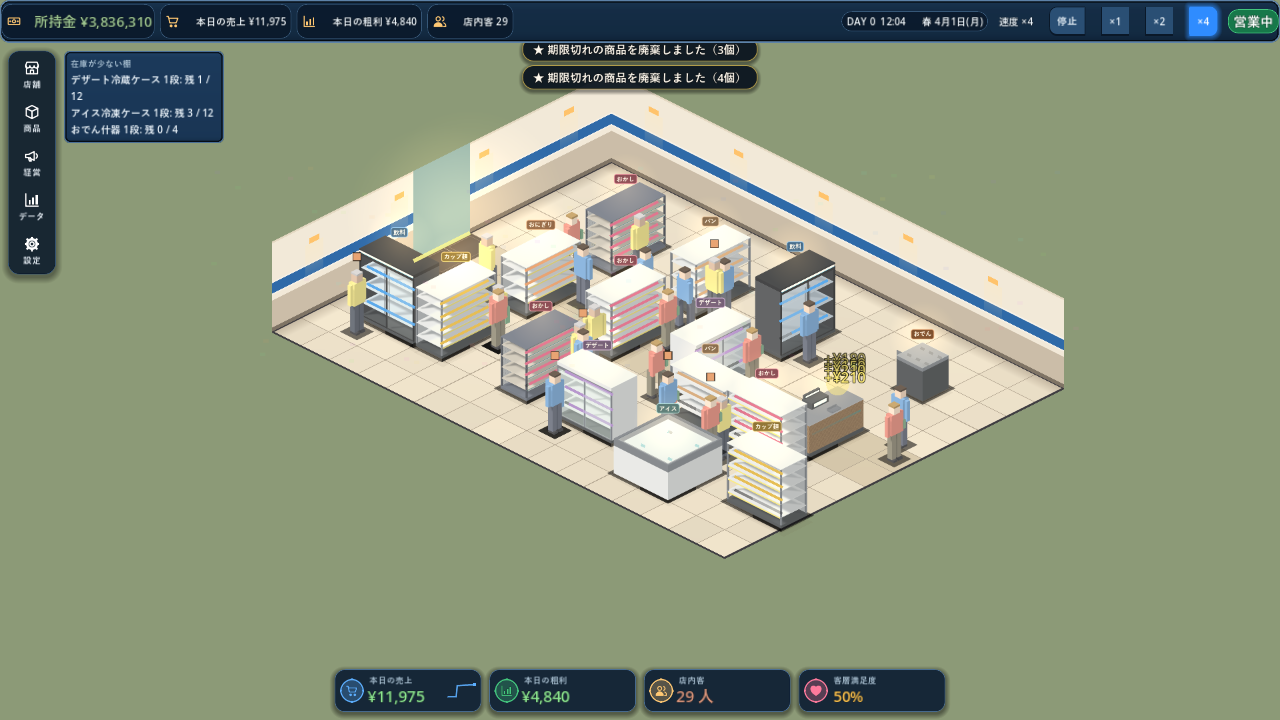 所持金 ¥3,836,310
本日の売上 ¥11,975
本日の粗利 ¥4,840
店内客 29
DAY 0 12:04
春 4月1日(月)
速度 ×4
停止
×1
×2
×4
営業中
★ 期限切れの商品を廃棄しました（3個）
★ 期限切れの商品を廃棄しました（4個）
店舗
商品
経営
データ
設定
在庫が少ない棚
デザート冷蔵ケース 1段: 残 1 /
12
アイス冷凍ケース 1段: 残 3 / 12
おでん什器 1段: 残 0 / 4
おかし
パン
おにぎり
飲料
飲料
カップ麺
おかし
デザート
おかし
おでん
デザート
パン
おかし
アイス
カップ麺
+¥210
本日の売上
¥11,975
本日の粗利
¥4,840
店内客
29 人
客層満足度
50%